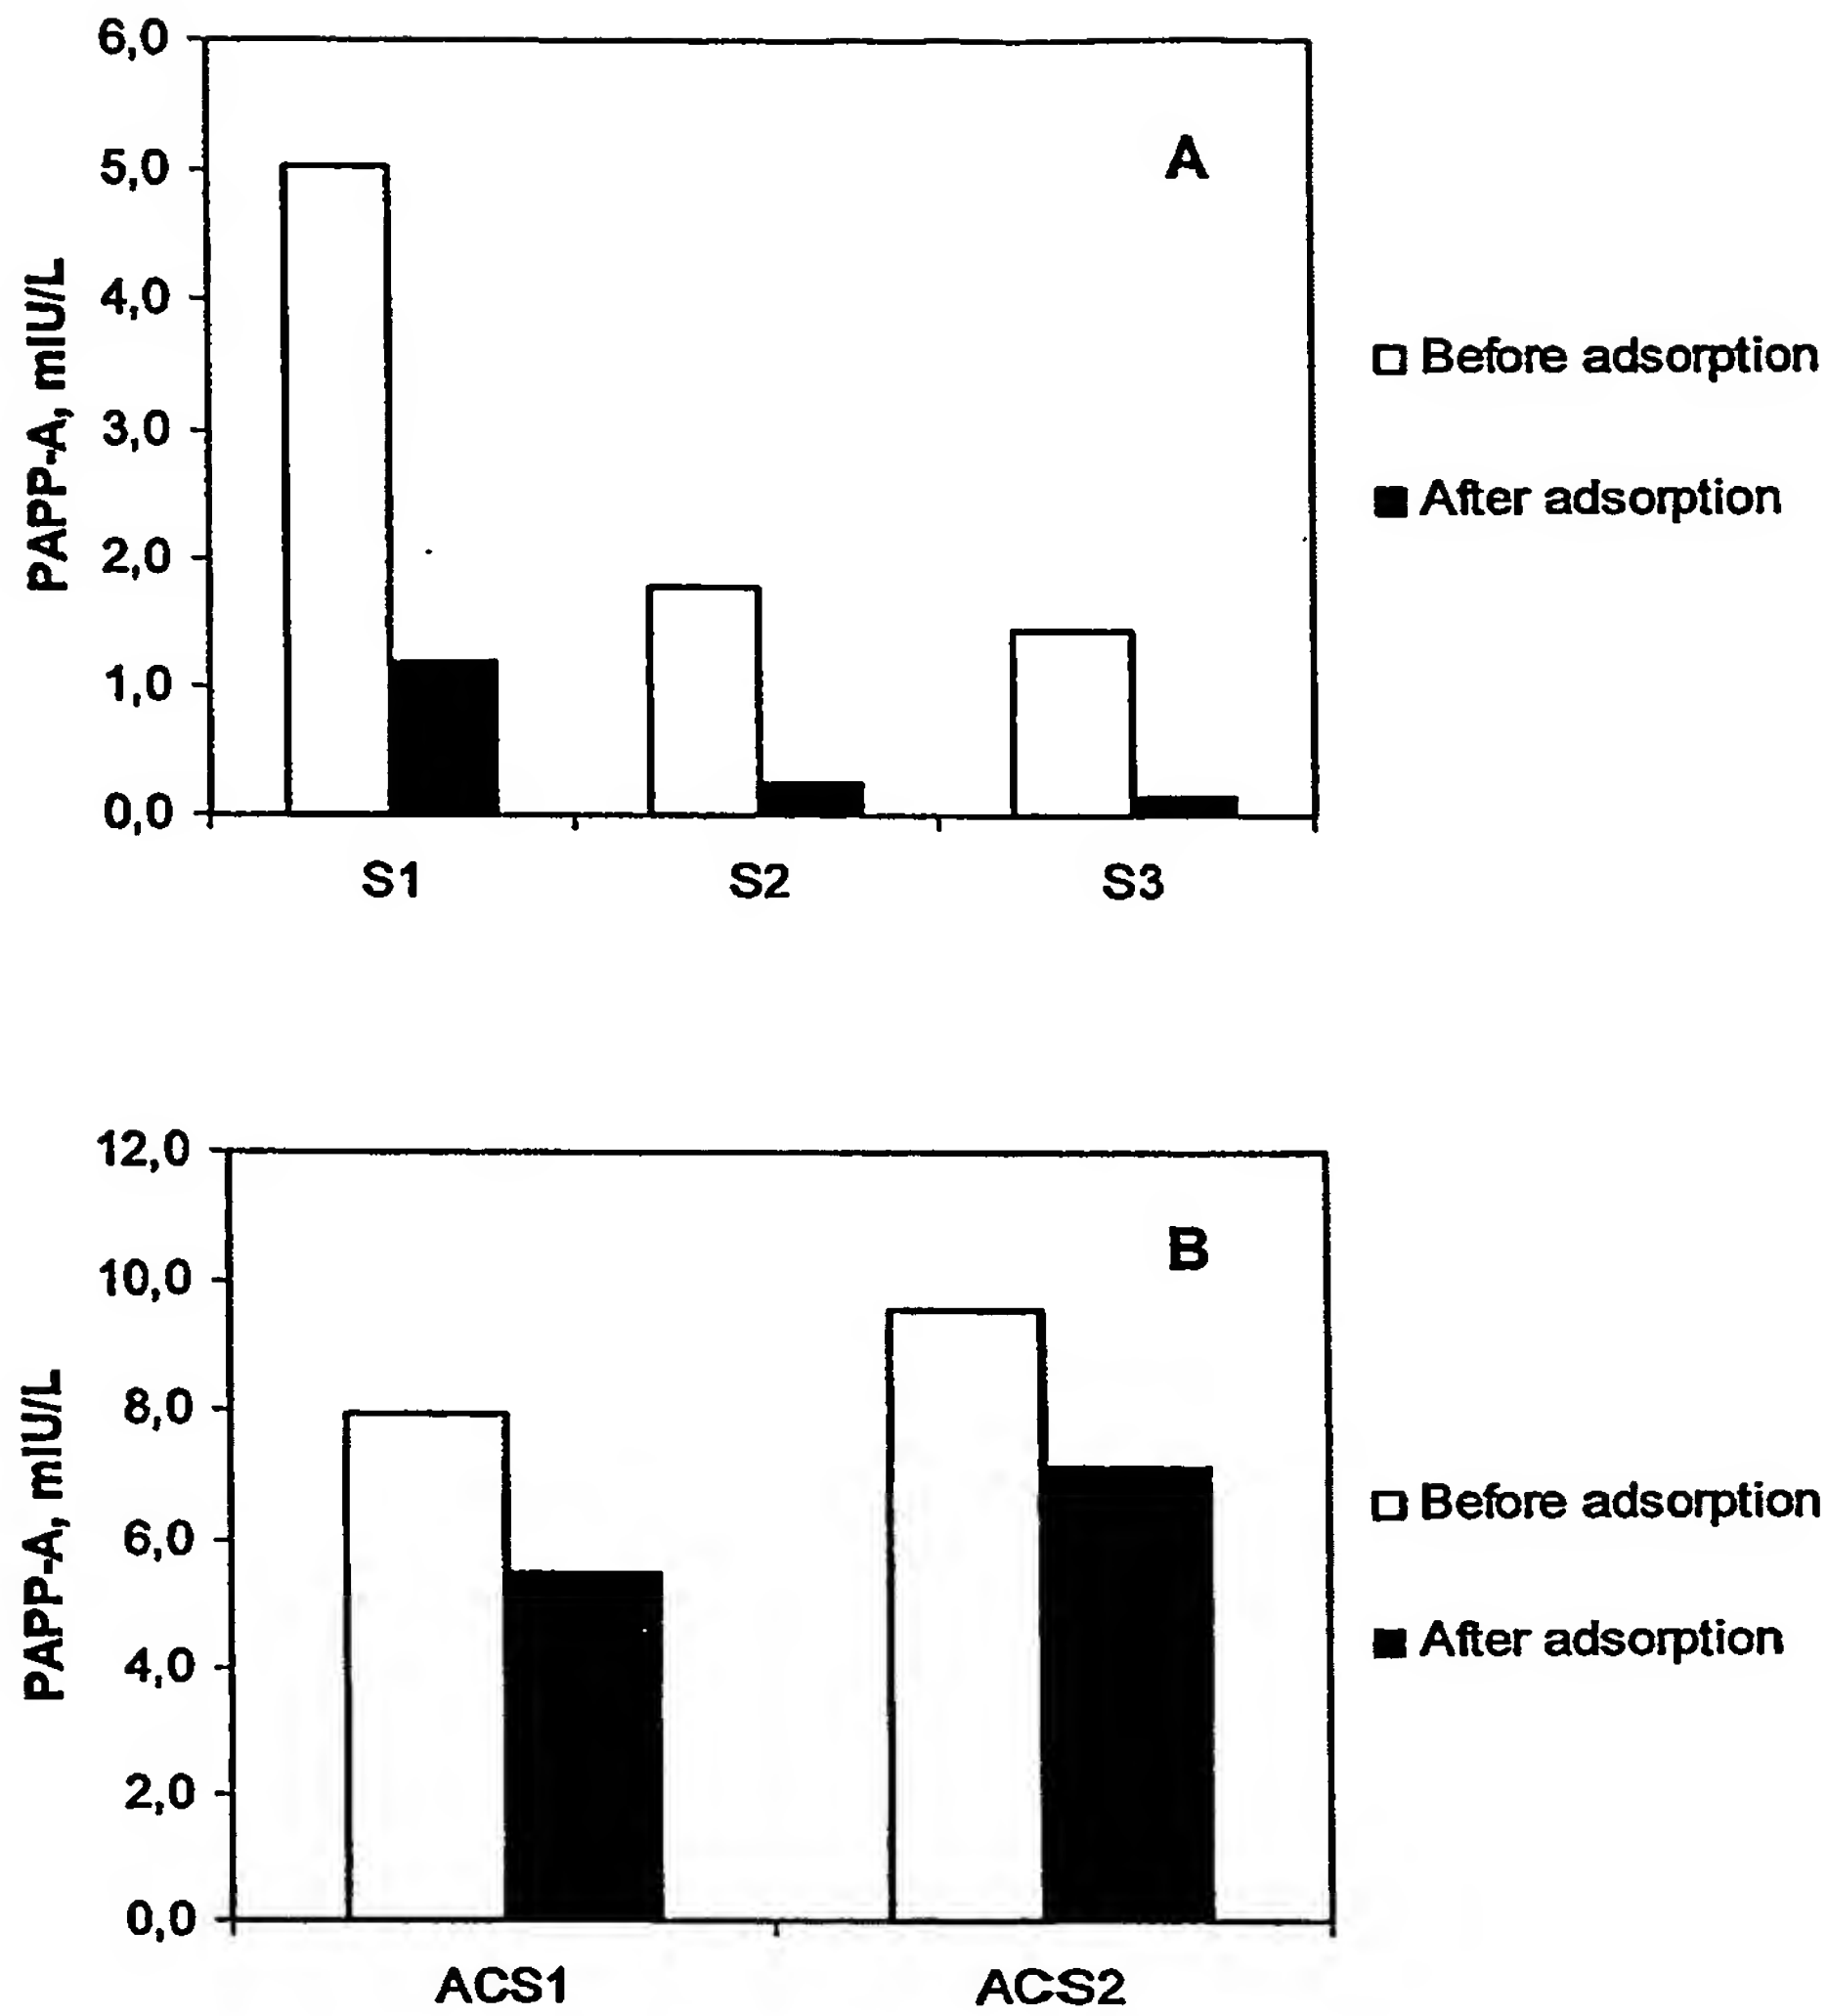 6,0
A
5,0
4,0
3,0
2,0
1,0
0,0
PAPP-A, mIU/L
Before adsorption
After adsorption
S1 S2 S3
12,0
B
10,0
8,0
6,0
4,0
2,0
0,0
PAPP-A, mIU/L
Before adsorption
After adsorption
ACS1 ACS2